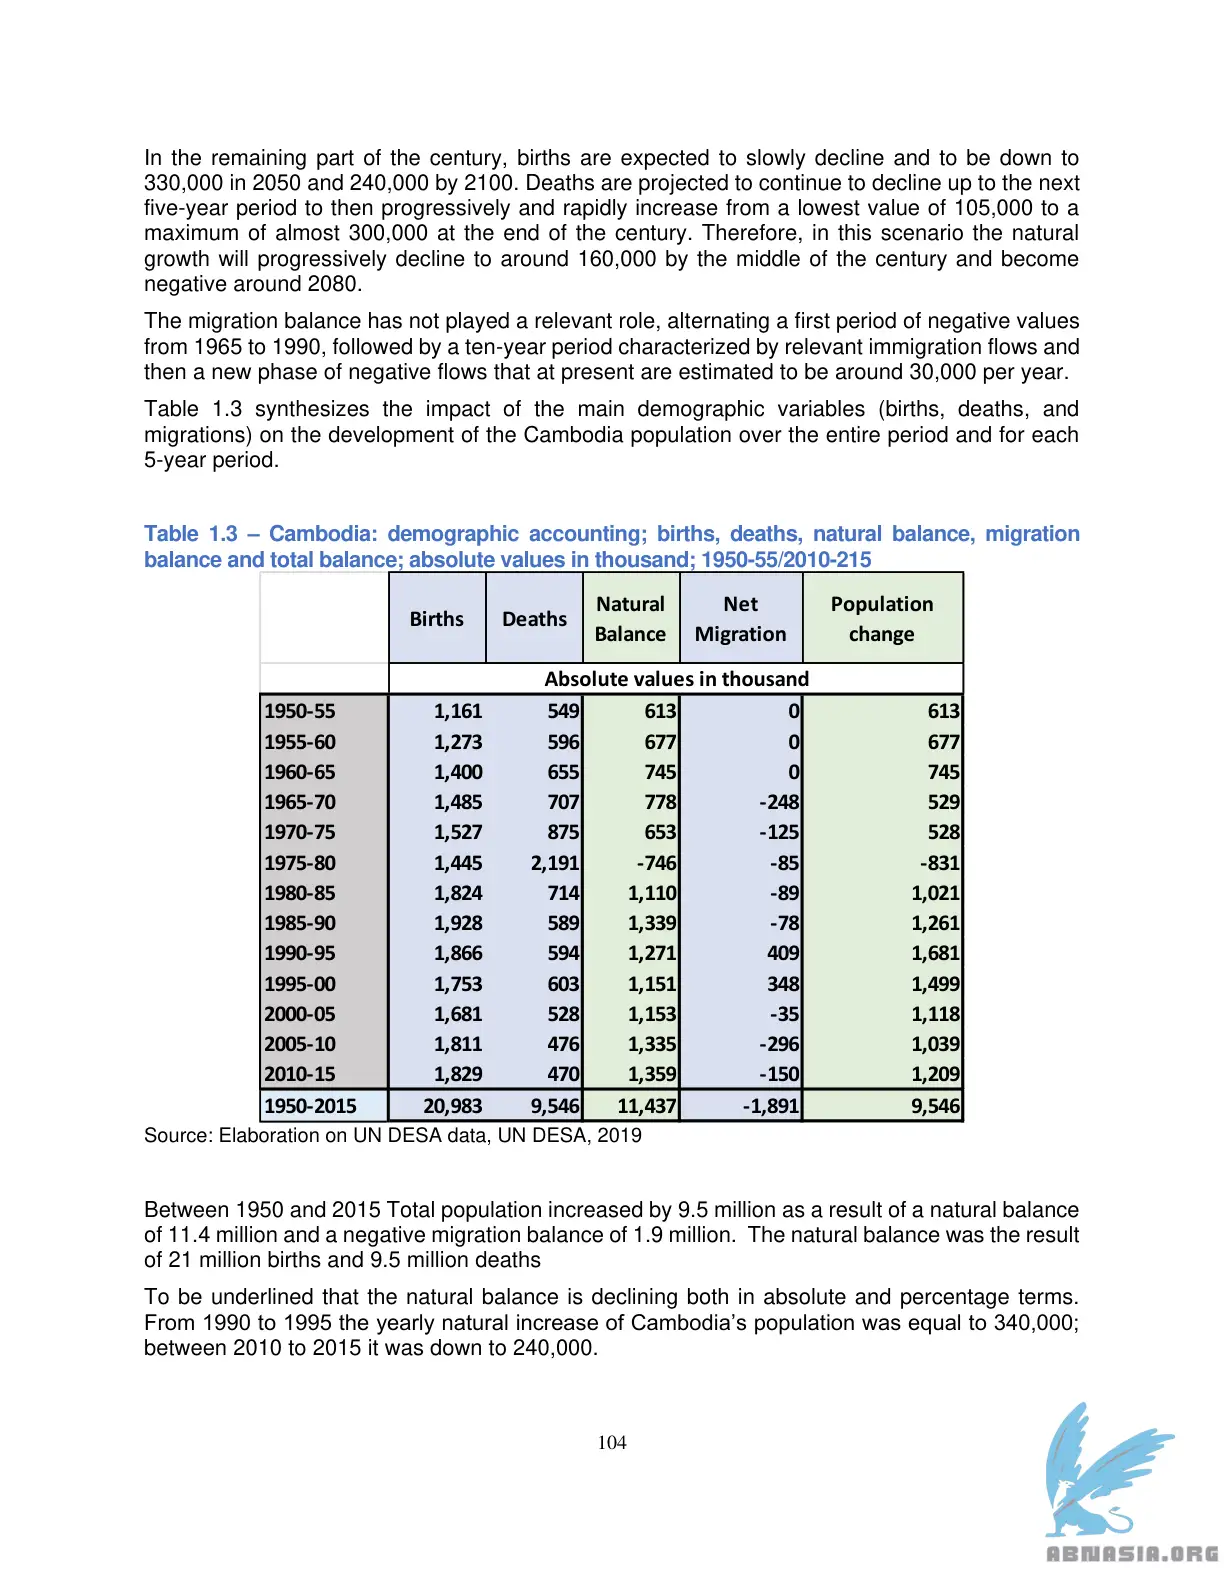 In the remaining part of the century, births are expected to slowly decline and to be down to
330,000 in 2050 and 240,000 by 2100. Deaths are projected to continue to decline up to the next
five-year period to then progressively and rapidly increase from a lowest value of 105,000 to a
maximum of almost 300,000 at the end of the century. Therefore, in this scenario the natural
growth will progressively decline to around 160,000 by the middle of the century and become
negative around 2080.
The migration balance has not played a relevant role, alternating a first period of negative values
from 1965 to 1990, followed by a ten-year period characterized by relevant immigration flows and
then a new phase of negative flows that at present are estimated to be around 30,000 per year.
Table 1.3 synthesizes the impact of the main demographic variables (births, deaths, and
migrations) on the development of the Cambodia population over the entire period and for each
5-year period.
Table 1.3 – Cambodia: demographic accounting; births, deaths, natural balance, migration
balance and total balance; absolute values in thousand; 1950-55/2010-215
Births Deaths Natural Balance Net Migration Population change
Absolute values in thousand
1950-55 1,161 549 613 0 613
1955-60 1,273 596 677 0 677
1960-65 1,400 655 745 0 745
1965-70 1,485 707 778 -248 529
1970-75 1,527 875 653 -125 528
1975-80 1,445 2,191 -746 -85 -831
1980-85 1,824 714 1,110 -89 1,021
1985-90 1,928 589 1,339 -78 1,261
1990-95 1,866 594 1,271 409 1,681
1995-00 1,753 603 1,151 348 1,499
2000-05 1,681 528 1,153 -35 1,118
2005-10 1,811 476 1,335 -296 1,039
2010-15 1,829 470 1,359 -150 1,209
1950-2015 20,983 9,546 11,437 -1,891 9,546
Source: Elaboration on UN DESA data, UN DESA, 2019
Between 1950 and 2015 Total population increased by 9.5 million as a result of a natural balance
of 11.4 million and a negative migration balance of 1.9 million. The natural balance was the result
of 21 million births and 9.5 million deaths
To be underlined that the natural balance is declining both in absolute and percentage terms.
From 1990 to 1995 the yearly natural increase of Cambodia's population was equal to 340,000;
between 2010 to 2015 it was down to 240,000.
104
ABNASIA.ORG